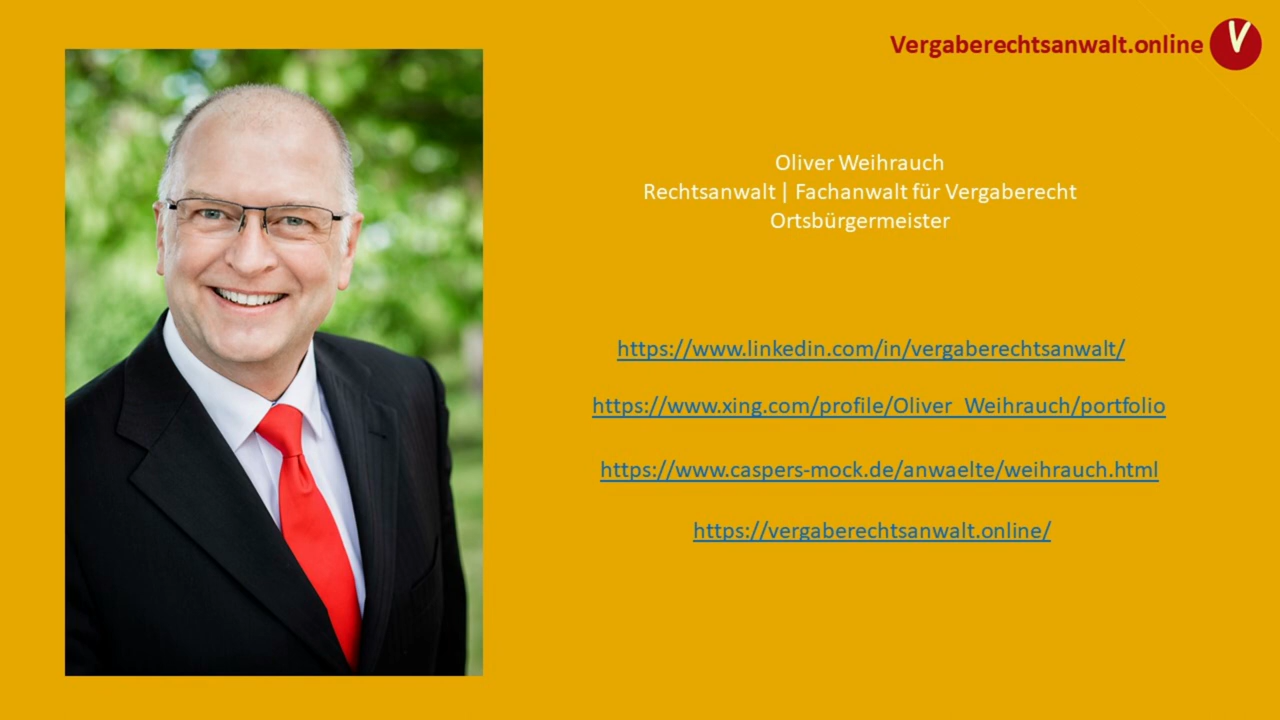 Vergaberechtsanwalt.online
V
Oliver Weihrauch
Rechtsanwalt | Fachanwalt für Vergaberecht
Ortsbürgermeister
https://www.linkedin.com/in/vergaberechtsanwalt/
https://www.xing.com/profile/Oliver_Weihrauch/portfolio
https://www.caspers-mock.de/anwaelte/weihrauch.html
https://vergaberechtsanwalt.online/